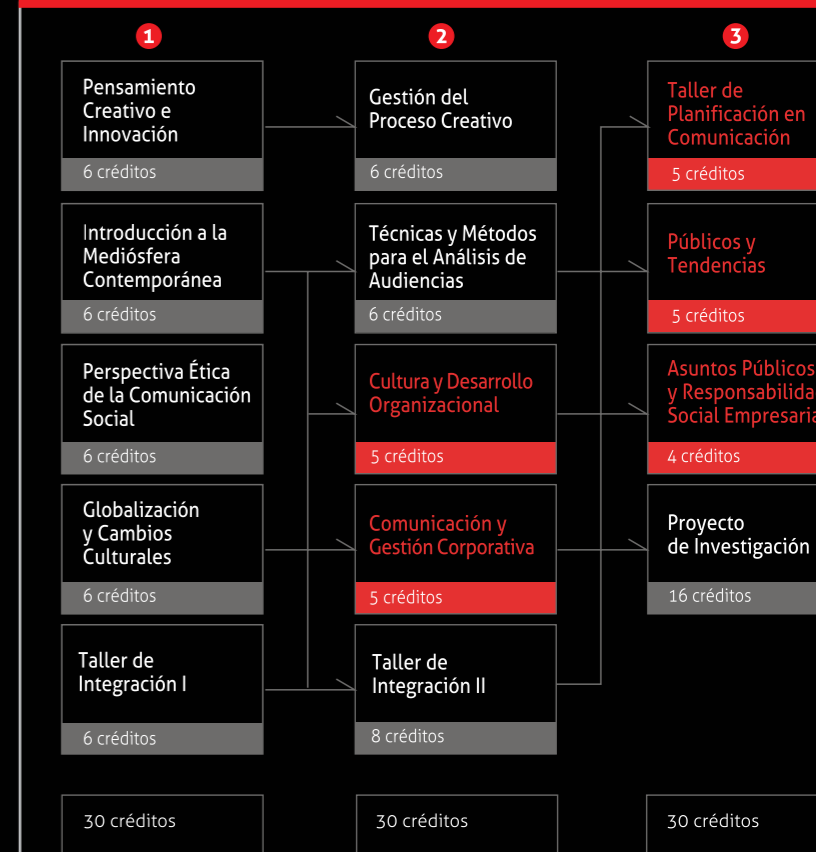 1
Pensamiento
Creativo e
Innovación
6 créditos
Introducción a la
Mediósfera
Contemporánea
6 créditos
Perspectiva Ética
de la Comunicación
Social
6 créditos
Globalización
y Cambios
Culturales
6 créditos
Taller de
Integración I
6 créditos
30 créditos
2
Gestión del
Proceso Creativo
6 créditos
Técnicas y Métodos
para el Análisis de
Audiencias
6 créditos
Cultura y Desarrollo
Organizacional
5 créditos
Comunicación y
Gestión Corporativa
5 créditos
Taller de
Integración II
8 créditos
30 créditos
3
Taller de
Planificación en
Comunicación
5 créditos
Públicos y
Tendencias
5 créditos
Asuntos Públicos
y Responsabilida
Social Empresaria
4 créditos
Proyecto
de Investigación
16 créditos
30 créditos